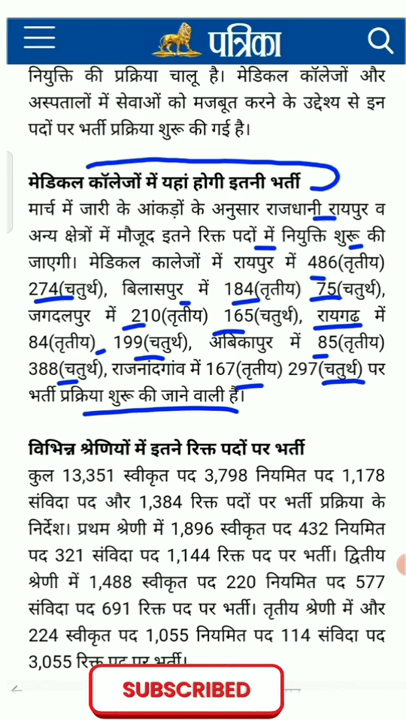 पत्रिका
नियुक्ति की प्रक्रिया चालू है। मेडिकल कॉलेजों और
अस्पतालों में सेवाओं को मजबूत करने के उद्देश्य से इन
पदों पर भर्ती प्रक्रिया शुरू की गई है।
मेडिकल कॉलेजों में यहां होगी इतनी भर्ती
मार्च में जारी के आंकड़ों के अनुसार राजधानी रायपुर व
अन्य क्षेत्रों में मौजूद इतने रिक्त पदों में नियुक्ति शुरू की
जाएगी। मेडिकल कालेजों में रायपुर में 486(तृतीय)
274(चतुर्थ), बिलासपुर में 184(तृतीय) 75(चतुर्थ),
जगदलपुर में 210(तृतीय) 165(चतुर्थ), रायगढ में
84(तृतीय), 199(चतुर्थ), अंबिकापुर में 85(तृतीय)
388(चतुर्थ), राजनांदगांव में 167(तृतीय) 297(चतुर्थ) पर
भर्ती प्रक्रिया शुरू की जाने वाली है।
विभिन्न श्रेणियों में इतने रिक्त पदों पर भर्ती
कुल 13,351 स्वीकृत पद 3,798 नियमित पद 1,178
संविदा पद और 1,384 रिक्त पदों पर भर्ती प्रक्रिया के
निर्देश। प्रथम श्रेणी में 1,896 स्वीकृत पद 432 नियमित
पद 321 संविदा पद 1,144 रिक्त पद पर भर्ती। द्वितीय
श्रेणी में 1,488 स्वीकृत पद 220 नियमित पद 577
संविदा पद 691 रिक्त पद पर भर्ती। तृतीय श्रेणी में और
224 स्वीकृत पद 1,055 नियमित पद 114 संविदा पद
3,055 रिक्त पद पर भर्ती।
SUBSCRIBED